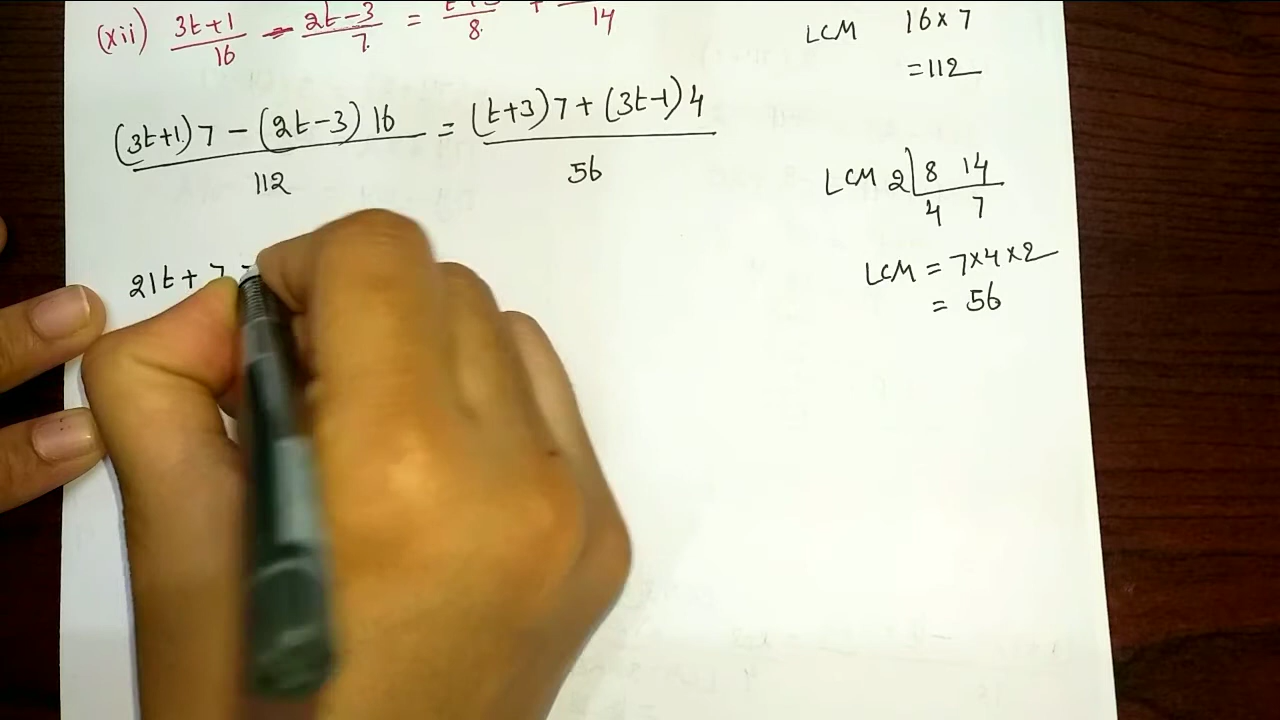 (xii) 3t+1/16 - 2t-3/7 = /8 + /14
LCM 16×7
=112
(3t+1)7-(2t-3)16/112 = (t+3)7+(3t-1)4/56
LCM 2 | 8 14
4 7
LCM = 7×4×2
= 56
21t+7